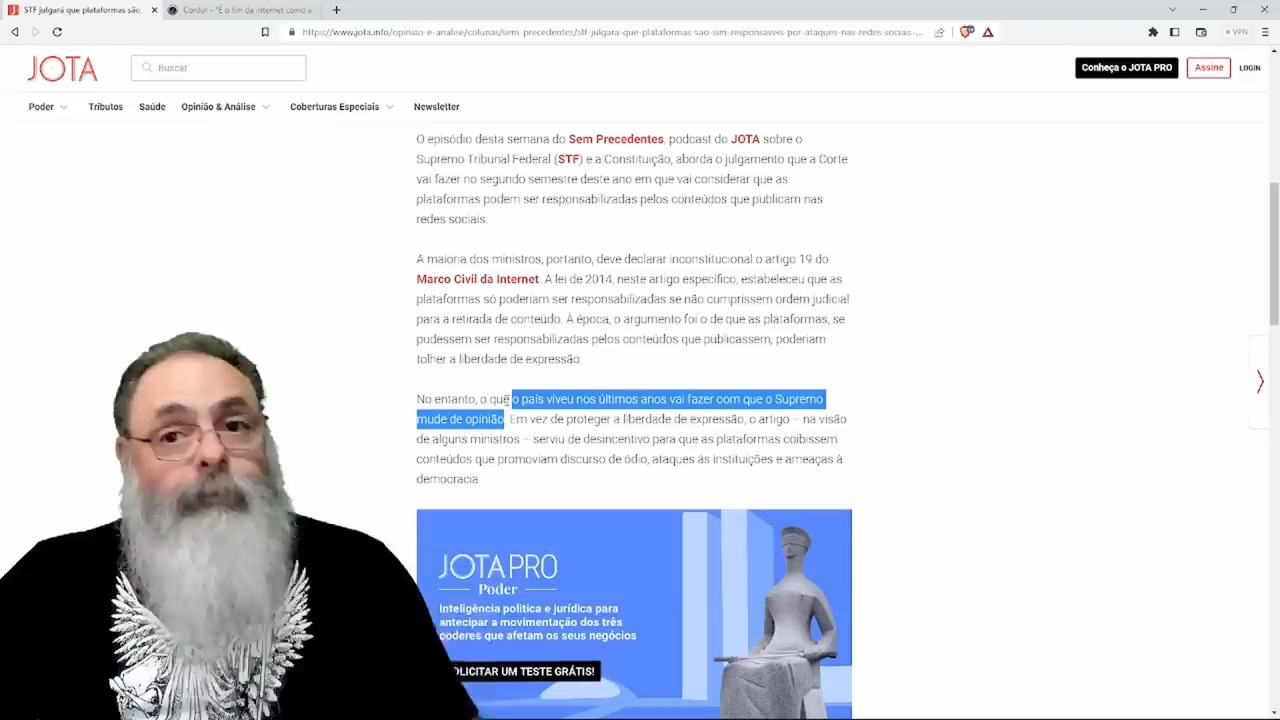 STF julgará que plataformas são
ConJur - "É o fim da internet como a
https://www.jota.info/opiniao-e-analise/colunas/sem-precedentes/stf-julgara-que-plataformas-sao-sim-responsaveis-por-ataques-nas-redes-sociais-...
VPN
JOTA
Buscar
Conheça o JOTA PRO
Assine
LOGIN
Poder
Tributos
Saúde
Opinião & Análise
Coberturas Especiais
Newsletter
O episódio desta semana do Sem Precedentes, podcast do JOTA sobre o
Supremo Tribunal Federal (STF) e a Constituição, aborda o julgamento que a Corte
vai fazer no segundo semestre deste ano em que vai considerar que as
plataformas podem ser responsabilizadas pelos conteúdos que publicam nas
redes sociais.
A maioria dos ministros, portanto, deve declarar inconstitucional o artigo 19 do
Marco Civil da Internet. A lei de 2014, neste artigo específico, estabeleceu que as
plataformas só poderiam ser responsabilizadas se não cumprissem ordem judicial
para a retirada de conteúdo. À época, o argumento foi o de que as plataformas, se
pudessem ser responsabilizadas pelos conteúdos que publicassem, poderiam
tolher a liberdade de expressão.
No entanto, o que o país viveu nos últimos anos vai fazer com que o Supremo
mude de opinião. Em vez de proteger a liberdade de expressão, o artigo – na visão
de alguns ministros – serviu de desincentivo para que as plataformas coibissem
conteúdos que promoviam discurso de ódio, ataques às instituições e ameaças à
democracia.
JOTA PRO
Poder
Inteligência política e jurídica para
antecipar a movimentação dos três
poderes que afetam os seus negócios
SOLICITAR UM TESTE GRÁTIS!